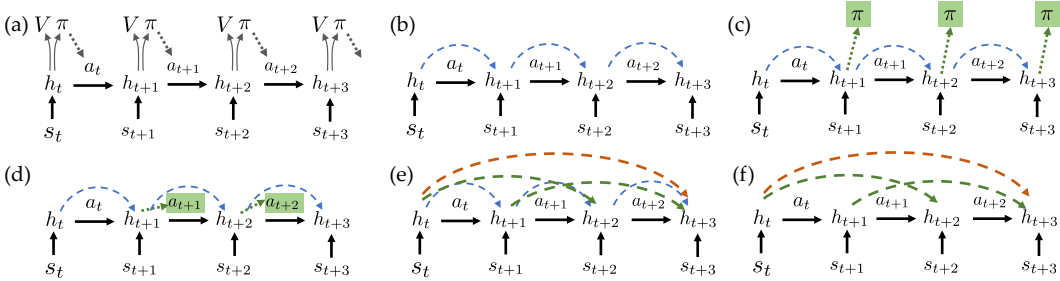 (a) V π V π V π V π
a_t a_{t+1} a_{t+2}
h_t h_{t+1} h_{t+2} h_{t+3}
s_t s_{t+1} s_{t+2} s_{t+3}
(b)
a_t a_{t+1} a_{t+2}
h_t h_{t+1} h_{t+2} h_{t+3}
s_t s_{t+1} s_{t+2} s_{t+3}
(c) π π π
a_t a_{t+1} a_{t+2}
h_t h_{t+1} h_{t+2} h_{t+3}
s_t s_{t+1} s_{t+2} s_{t+3}
(d)
a_t a_{t+1} a_{t+2}
h_t h_{t+1} h_{t+2} h_{t+3}
s_t s_{t+1} s_{t+2} s_{t+3}
(e)
a_t a_{t+1} a_{t+2}
h_t h_{t+1} h_{t+2} h_{t+3}
s_t s_{t+1} s_{t+2} s_{t+3}
(f)
a_t a_{t+1} a_{t+2}
h_t h_{t+1} h_{t+2} h_{t+3}
s_t s_{t+1} s_{t+2} s_{t+3}